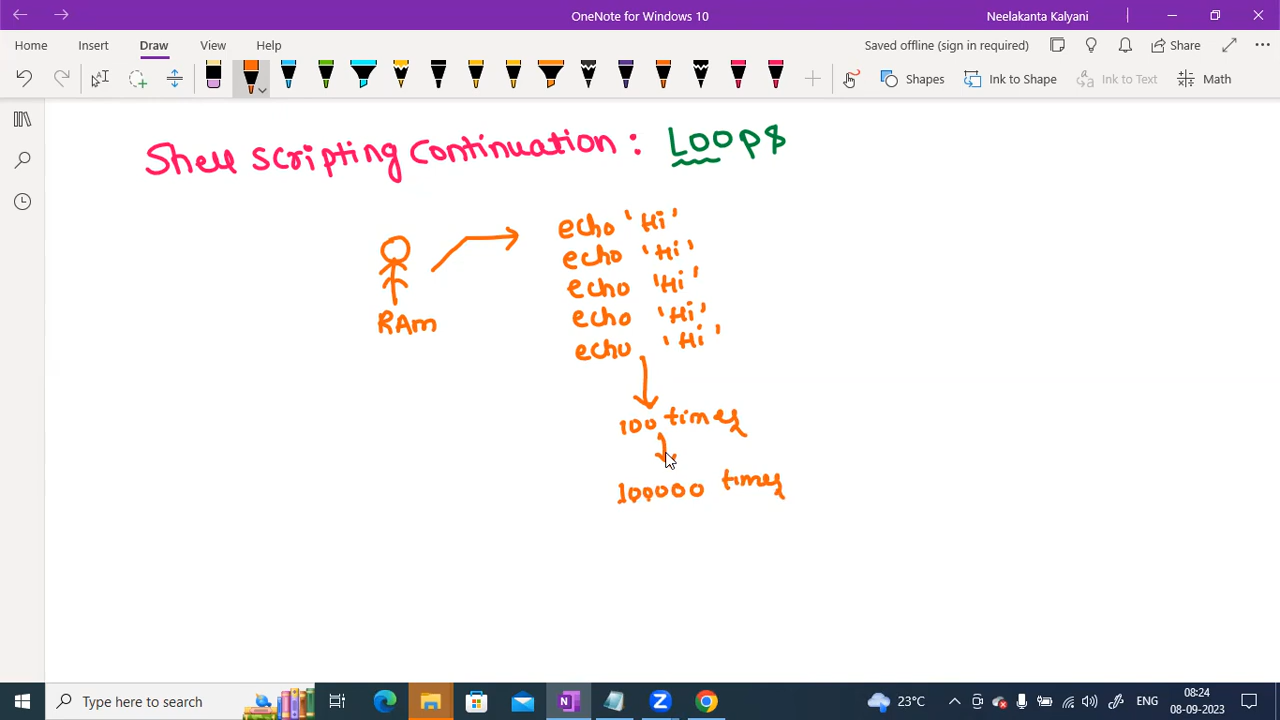 OneNote for Windows 10
Neelakanta Kalyani
Home Insert Draw View Help
Saved offline (sign in required)
Share
Shapes
Ink to Shape
Ink to Text
Math
Shell Scripting Continuation : Loops
echo 'Hi'
echo 'Hi'
echo 'Hi'
echo 'Hi'
echo 'Hi'
RAm
100 times
100000 times
Type here to search
23°C
ENG
08:24
08-09-2023